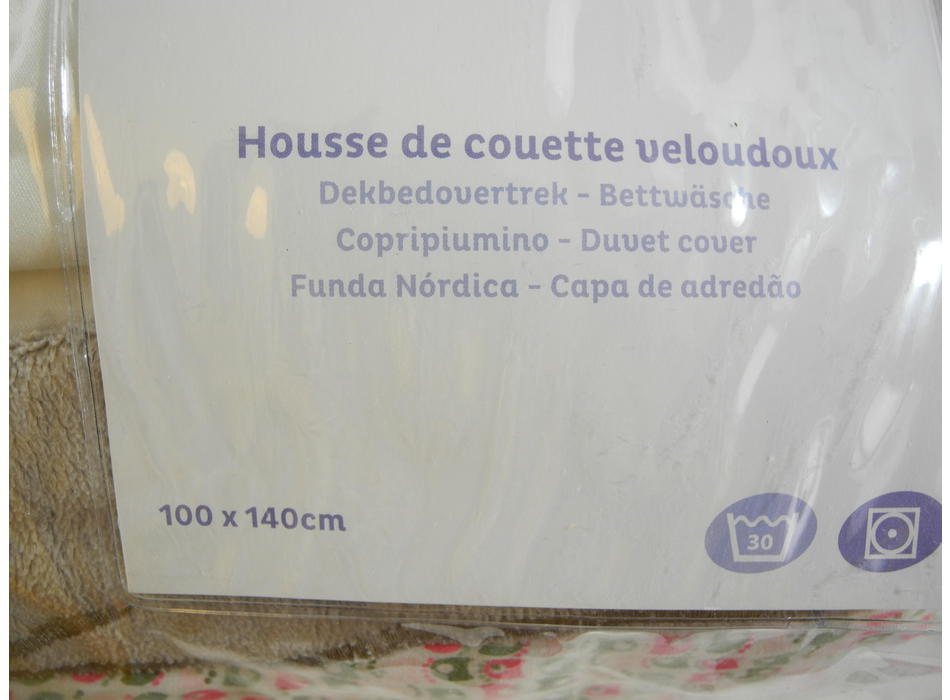 Housse de couette veloudoux
Dekbedovertrek - Bettwäsche
Copripiumino - Duvet cover
Funda Nórdica - Capa de adredão
100 x 140cm
30